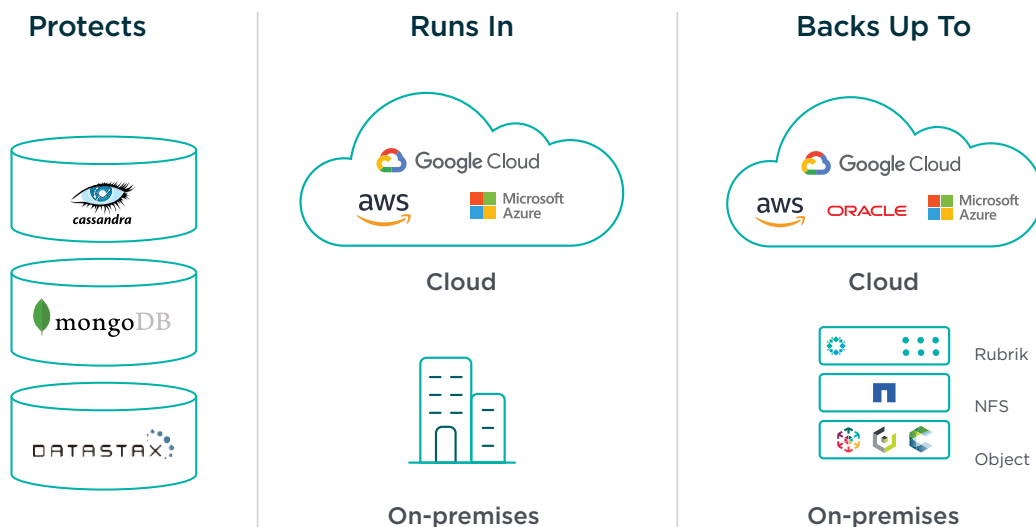 Protects
cassandra
mongoDB
DATASTAX
Runs In
Google Cloud
aws
Microsoft
Azure
Cloud
On-premises
Backs Up To
Google Cloud
aws
ORACLE
Microsoft
Azure
Cloud
Rubrik
NFS
Object
On-premises